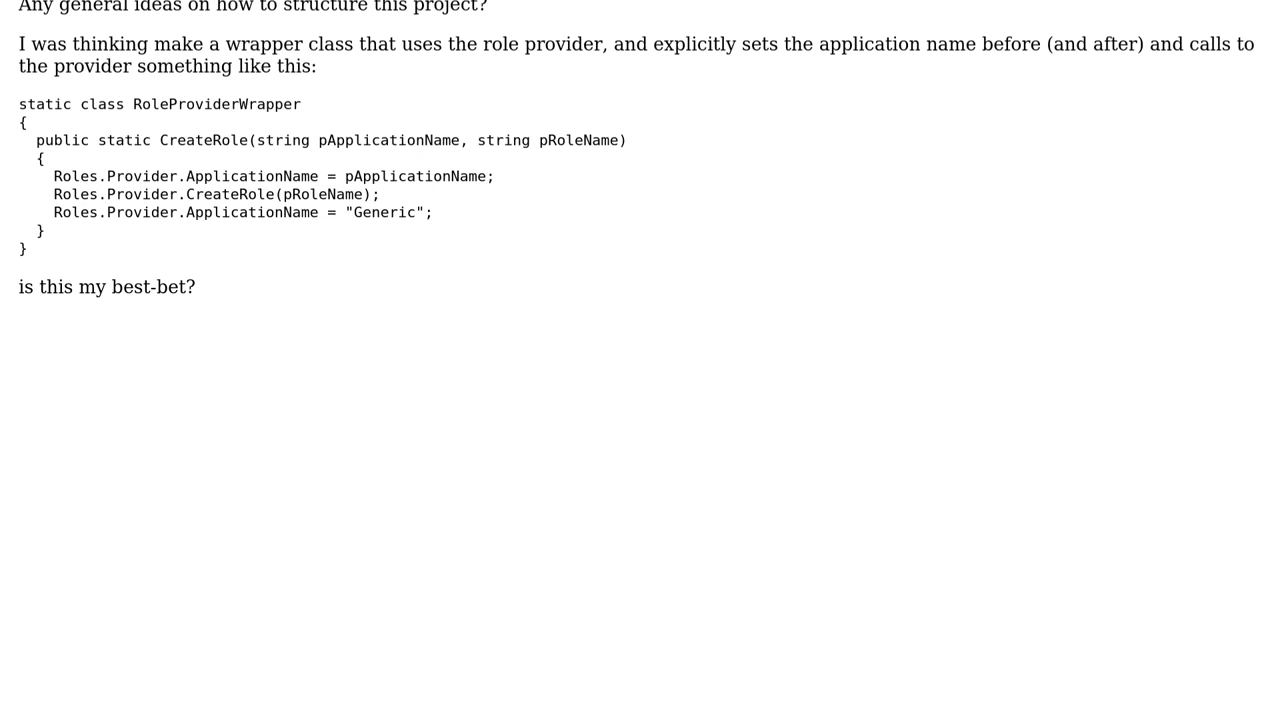 Any general ideas on how to structure this project?
I was thinking make a wrapper class that uses the role provider, and explicitly sets the application name before (and after) and calls to
the provider something like this:
static class RoleProviderWrapper
{
  public static CreateRole(string pApplicationName, string pRoleName)
  {
    Roles.Provider.ApplicationName = pApplicationName;
    Roles.Provider.CreateRole(pRoleName);
    Roles.Provider.ApplicationName = "Generic";
  }
}
is this my best-bet?